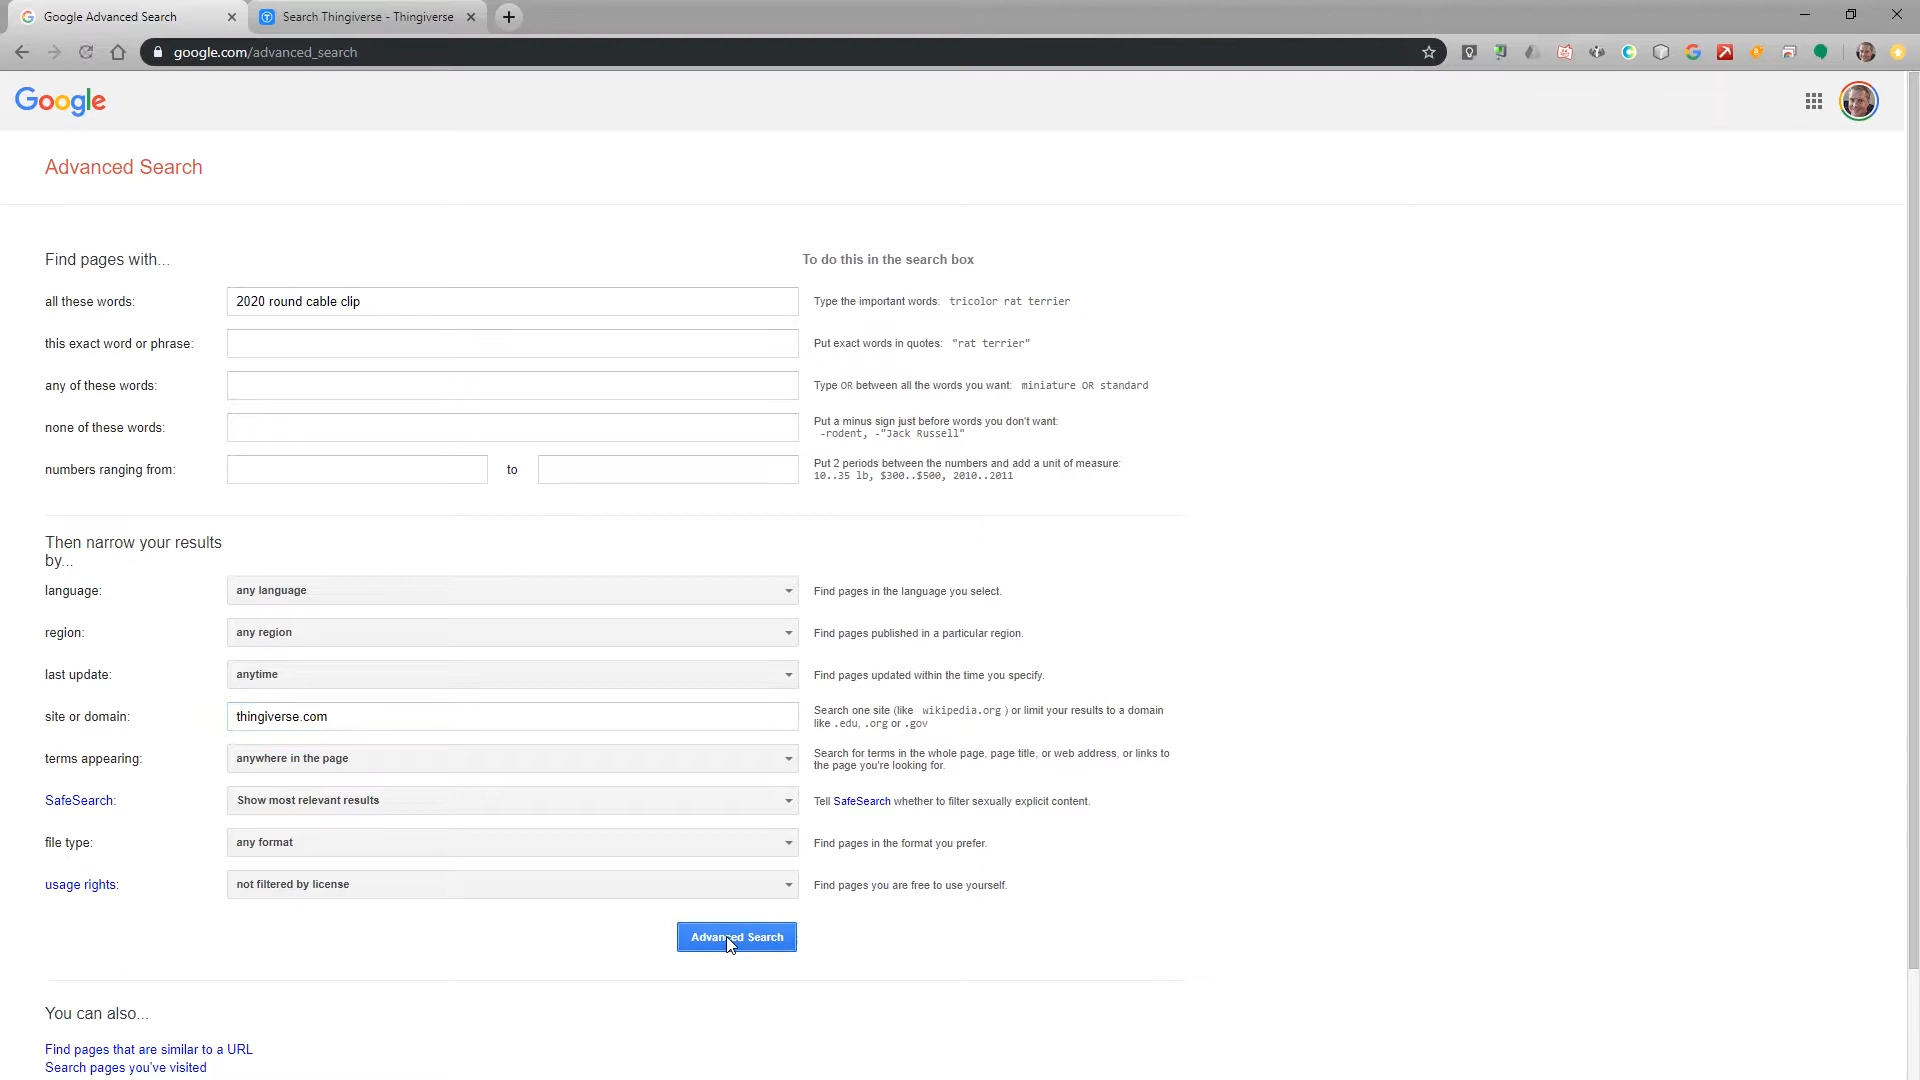 Google Advanced Search
Search Thingiverse - Thingiverse
google.com/advanced_search
Google
Advanced Search
Find pages with...
To do this in the search box
all these words:
2020 round cable clip
Type the important words: tricolor rat terrier
this exact word or phrase:
Put exact words in quotes: "rat terrier"
any of these words:
Type OR between all the words you want: miniature OR standard
none of these words:
Put a minus sign just before words you don't want:
-rodent, -"Jack Russell"
numbers ranging from:
to
Put 2 periods between the numbers and add a unit of measure:
10..35 lb, $300..$500, 2010..2011
Then narrow your results
by...
language:
any language
Find pages in the language you select.
region:
any region
Find pages published in a particular region.
last update:
anytime
Find pages updated within the time you specify.
site or domain:
thingiverse.com
Search one site (like wikipedia.org ) or limit your results to a domain
like .edu, .org or .gov
terms appearing:
anywhere in the page
Search for terms in the whole page, page title, or web address, or links to
the page you're looking for.
SafeSearch:
Show most relevant results
Tell SafeSearch whether to filter sexually explicit content.
file type:
any format
Find pages in the format you prefer.
usage rights:
not filtered by license
Find pages you are free to use yourself.
Advanced Search
You can also...
Find pages that are similar to a URL
Search pages you've visited